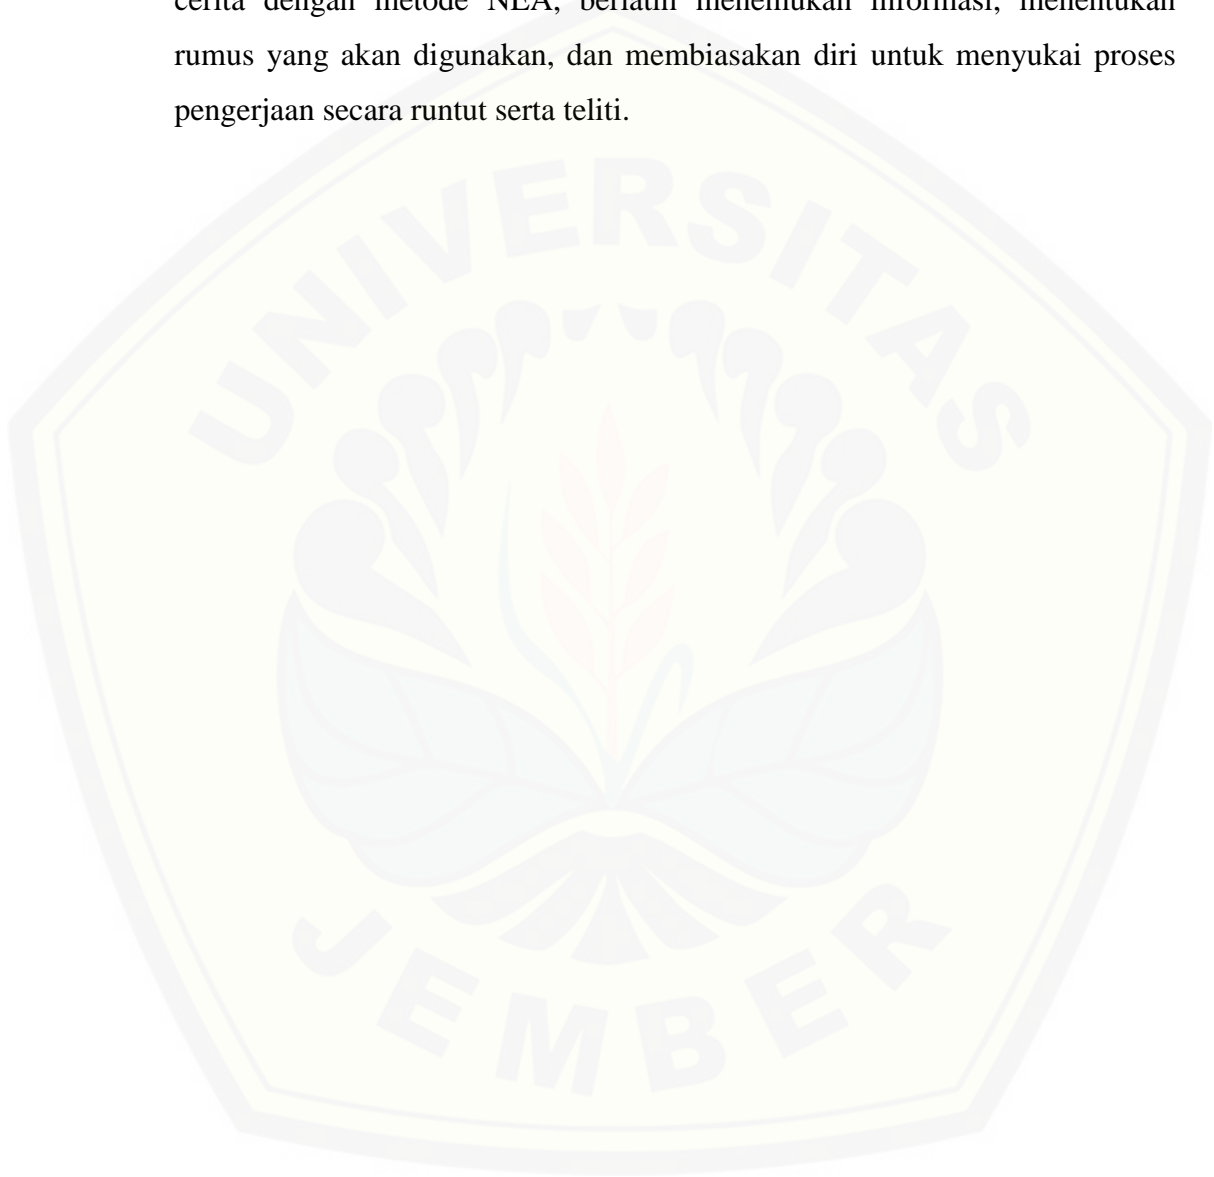 cerita dengan metode NEA, berlatih menemukan informasi, menentukan
rumus yang akan digunakan, dan membiasakan diri untuk menyukai proses
pengerjaan secara runtut serta teliti.
UNIVERSITAS
JEMBER